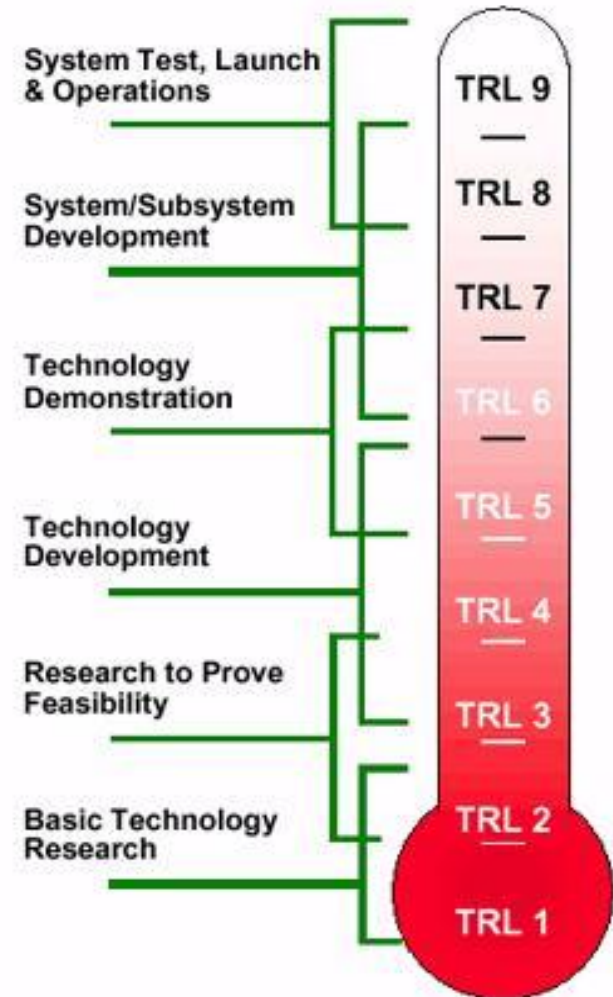 System Test, Launch
& Operations
System/Subsystem
Development
Technology
Demonstration
Technology
Development
Research to Prove
Feasibility
Basic Technology
Research
TRL 9
TRL 8
TRL 7
TRL 6
TRL 5
TRL 4
TRL 3
TRL 2
TRL 1